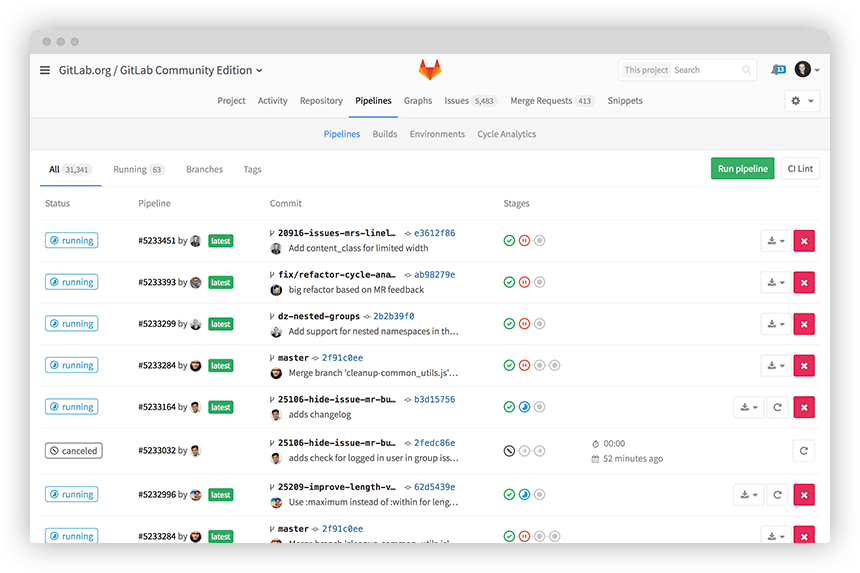 GitLab.org / GitLab Community Edition
This project Search
13
Project Activity Repository Pipelines Graphs Issues 5,483 Merge Requests 413 Snippets
Pipelines Builds Environments Cycle Analytics
All 31,341 Running 63 Branches Tags Run pipeline CI Lint
Status Pipeline Commit Stages
running #5233451 by latest 20916-issues-mrs-linel… e3612f86
Add content_class for limited width
running #5233393 by latest fix/refactor-cycle-ana… ab98279e
big refactor based on MR feedback
running #5233299 by latest dz-nested-groups 2b2b39f0
Add support for nested namespaces in th…
running #5233284 by latest master 2f91c0ee
Merge branch 'cleanup-common_utils.js'…
running #5233164 by latest 25106-hide-issue-mr-bu… b3d15756
adds changelog
canceled #5233032 by 25106-hide-issue-mr-bu… 2fedc86e 00:00
adds check for logged in user in group iss… 52 minutes ago
running #5232996 by latest 25209-improve-length-v… 62d5439e
Use :maximum instead of :within for leng…
running #5233284 by latest master 2f91c0ee
Merge branch 'cleanup-common_utils.js'…